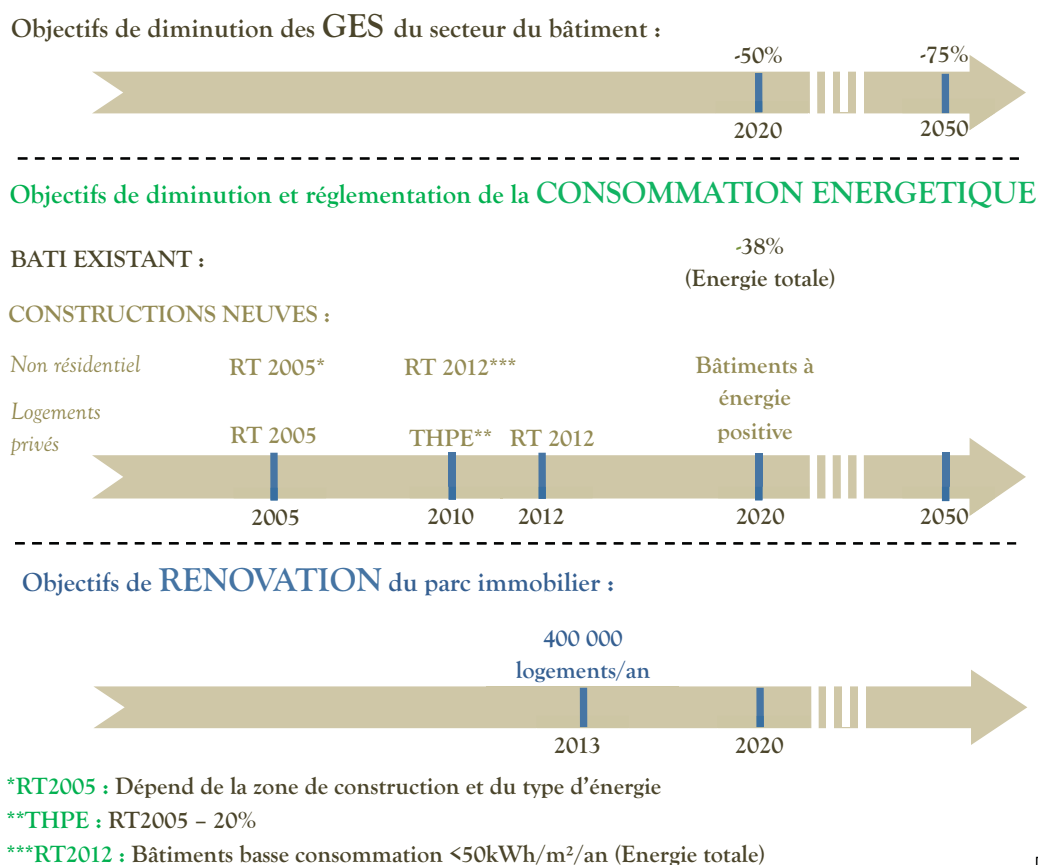 Objectifs de diminution des GES du secteur du bâtiment :
-50%
-75%
2020
2050
Objectifs de diminution et réglementation de la CONSOMMATION ENERGETIQUE
BATI EXISTANT :
-38%
(Energie totale)
CONSTRUCTIONS NEUVES :
Non résidentiel
RT 2005*
RT 2012***
Bâtiments à
énergie
positive
Logements
privés
RT 2005
THPE**
RT 2012
2005
2010
2012
2020
2050
Objectifs de RENOVATION du parc immobilier :
400 000
logements/an
2013
2020
*RT2005 : Dépend de la zone de construction et du type d'énergie
**THPE : RT2005 – 20%
***RT2012 : Bâtiments basse consommation <50kWh/m²/an (Energie totale)